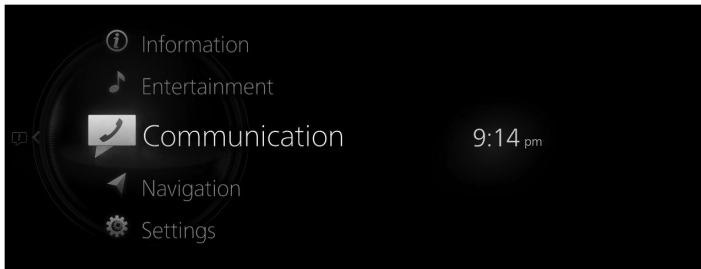 Information
Entertainment
Communication
9:14 pm
Navigation
Settings